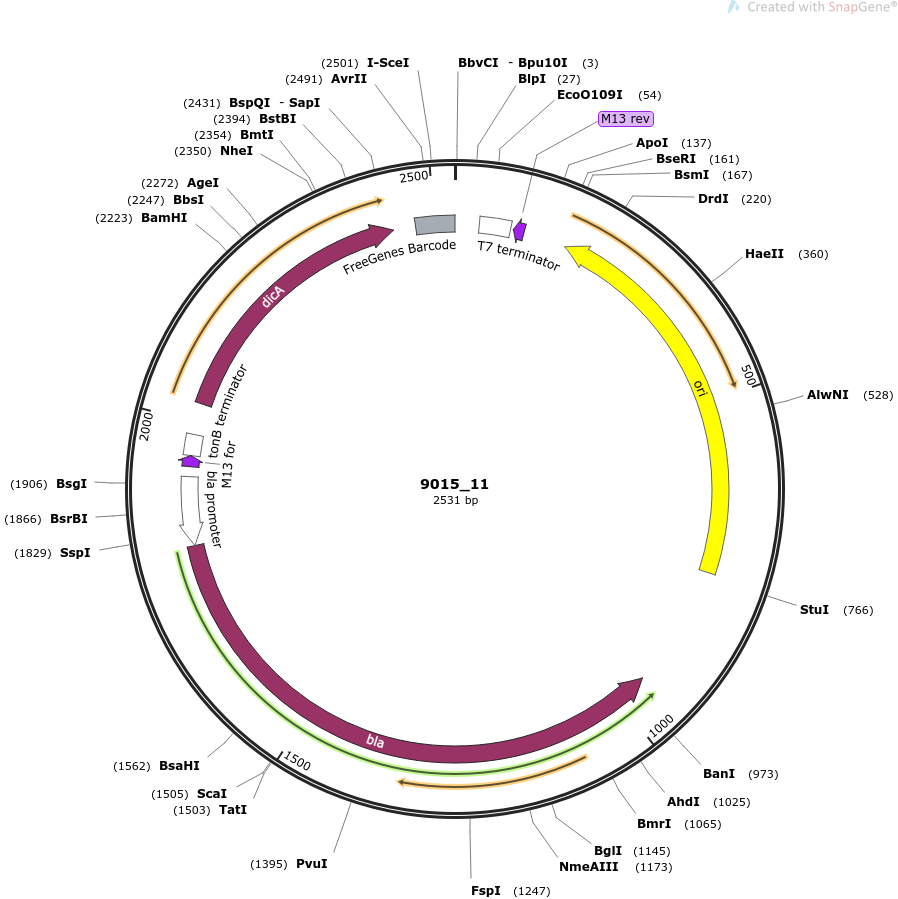 Created with SnapGene®
(2501) I-SceI
(2491) AvrII
(2431) BspQI - SapI
(2394) BstBI
(2354) BmtI
(2350) NheI
(2272) AgeI
(2247) BbsI
(2223) BamHI
BbvCI - Bpu10I (3)
BlpI (27)
EcoO109I (54)
M13 rev
ApoI (137)
BseRI (161)
BsmI (167)
DrdI (220)
HaeII (360)
AlwNI (528)
StuI (766)
BanI (973)
AhdI (1025)
BmrI (1065)
BglI (1145)
NmeAIII (1173)
FspI (1247)
(1395) PvuI
(1503) TatI
(1505) ScaI
(1562) BsaHI
(1829) SspI
(1866) BsrBI
(1906) BsgI
2500
500
1000
1500
2000
FreeGenes Barcode
T7 terminator
dicA
ori
tonB terminator
M13 for
bla promoter
bla
9015_11
2531 bp